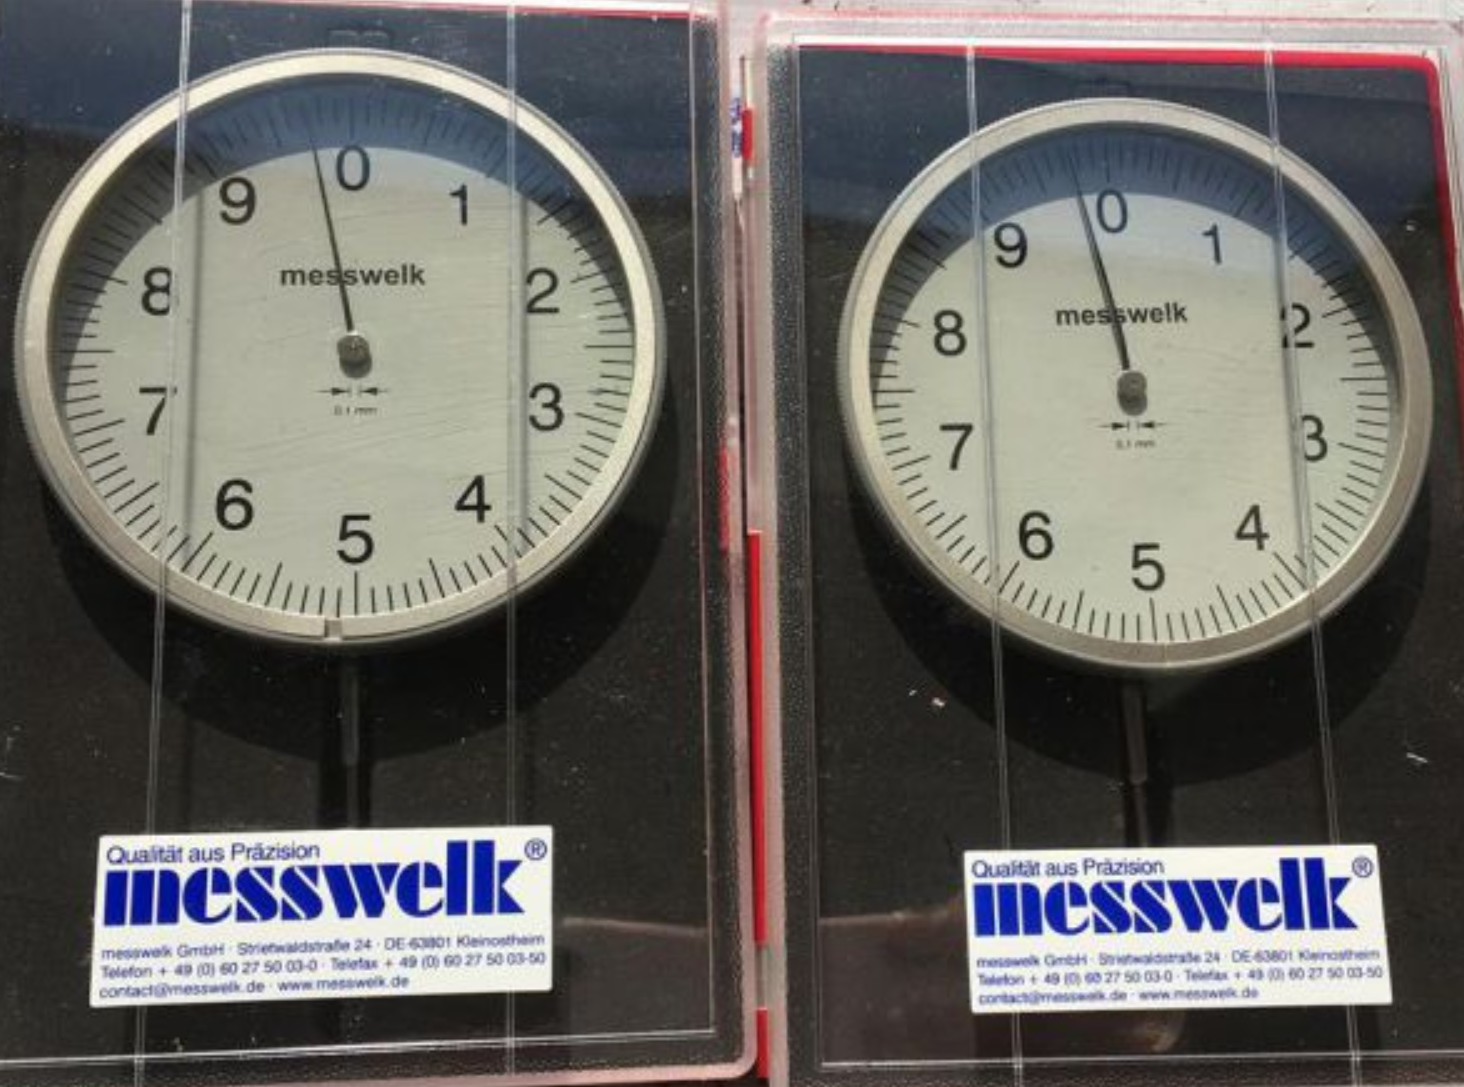 0
1
2
3
4
5
6
7
8
9
messwelk
0.1 mm
Qualität aus Präzision
messwelk®
messwelk GmbH · Strietwaldstraße 24 · DE-63801 Kleinostheim
Telefon + 49 (0) 60 27 50 03-0 · Telefax + 49 (0) 60 27 50 03-50
contact@messwelk.de · www.messwelk.de
0
1
2
3
4
5
6
7
8
9
messwelk
0.1 mm
Qualität aus Präzision
messwelk®
messwelk GmbH · Strietwaldstraße 24 · DE-63801 Kleinostheim
Telefon + 49 (0) 60 27 50 03-0 · Telefax + 49 (0) 60 27 50 03-50
contact@messwelk.de · www.messwelk.de